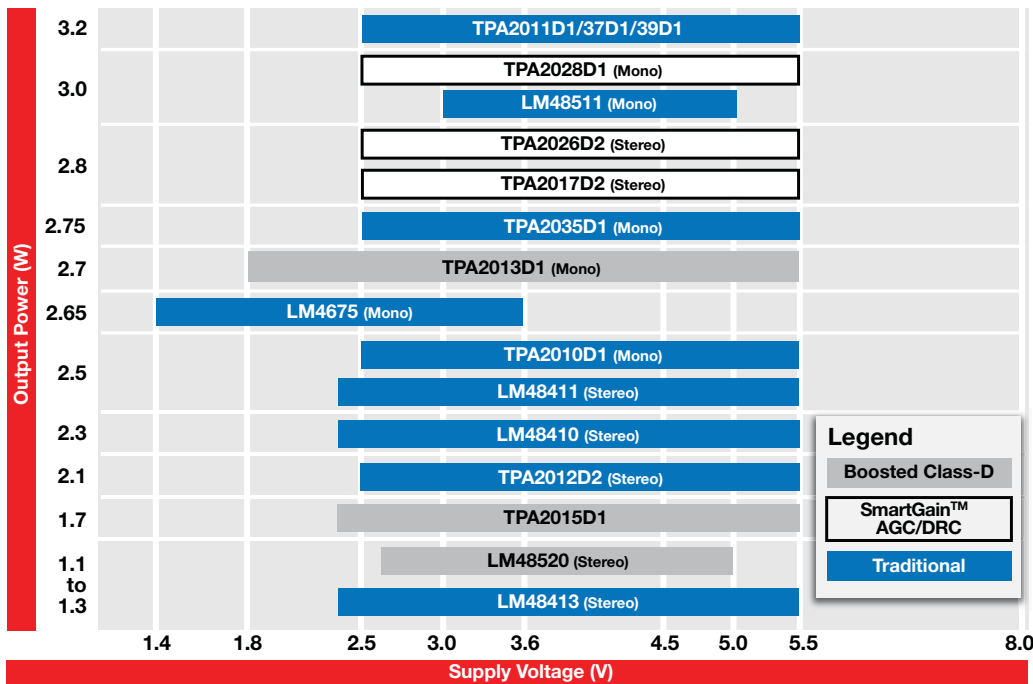 Output Power (W)
3.2
TPA2011D1/37D1/39D1
3.0
TPA2028D1 (Mono)
LM48511 (Mono)
2.8
TPA2026D2 (Stereo)
TPA2017D2 (Stereo)
2.75
TPA2035D1 (Mono)
2.7
TPA2013D1 (Mono)
2.65
LM4675 (Mono)
2.5
TPA2010D1 (Mono)
LM48411 (Stereo)
2.3
LM48410 (Stereo)
2.1
TPA2012D2 (Stereo)
1.7
TPA2015D1
1.1
to
1.3
LM48520 (Stereo)
LM48413 (Stereo)
Legend
Boosted Class-D
SmartGain™
AGC/DRC
Traditional
1.4 1.8 2.5 3.0 3.6 4.5 5.0 5.5 8.0
Supply Voltage (V)